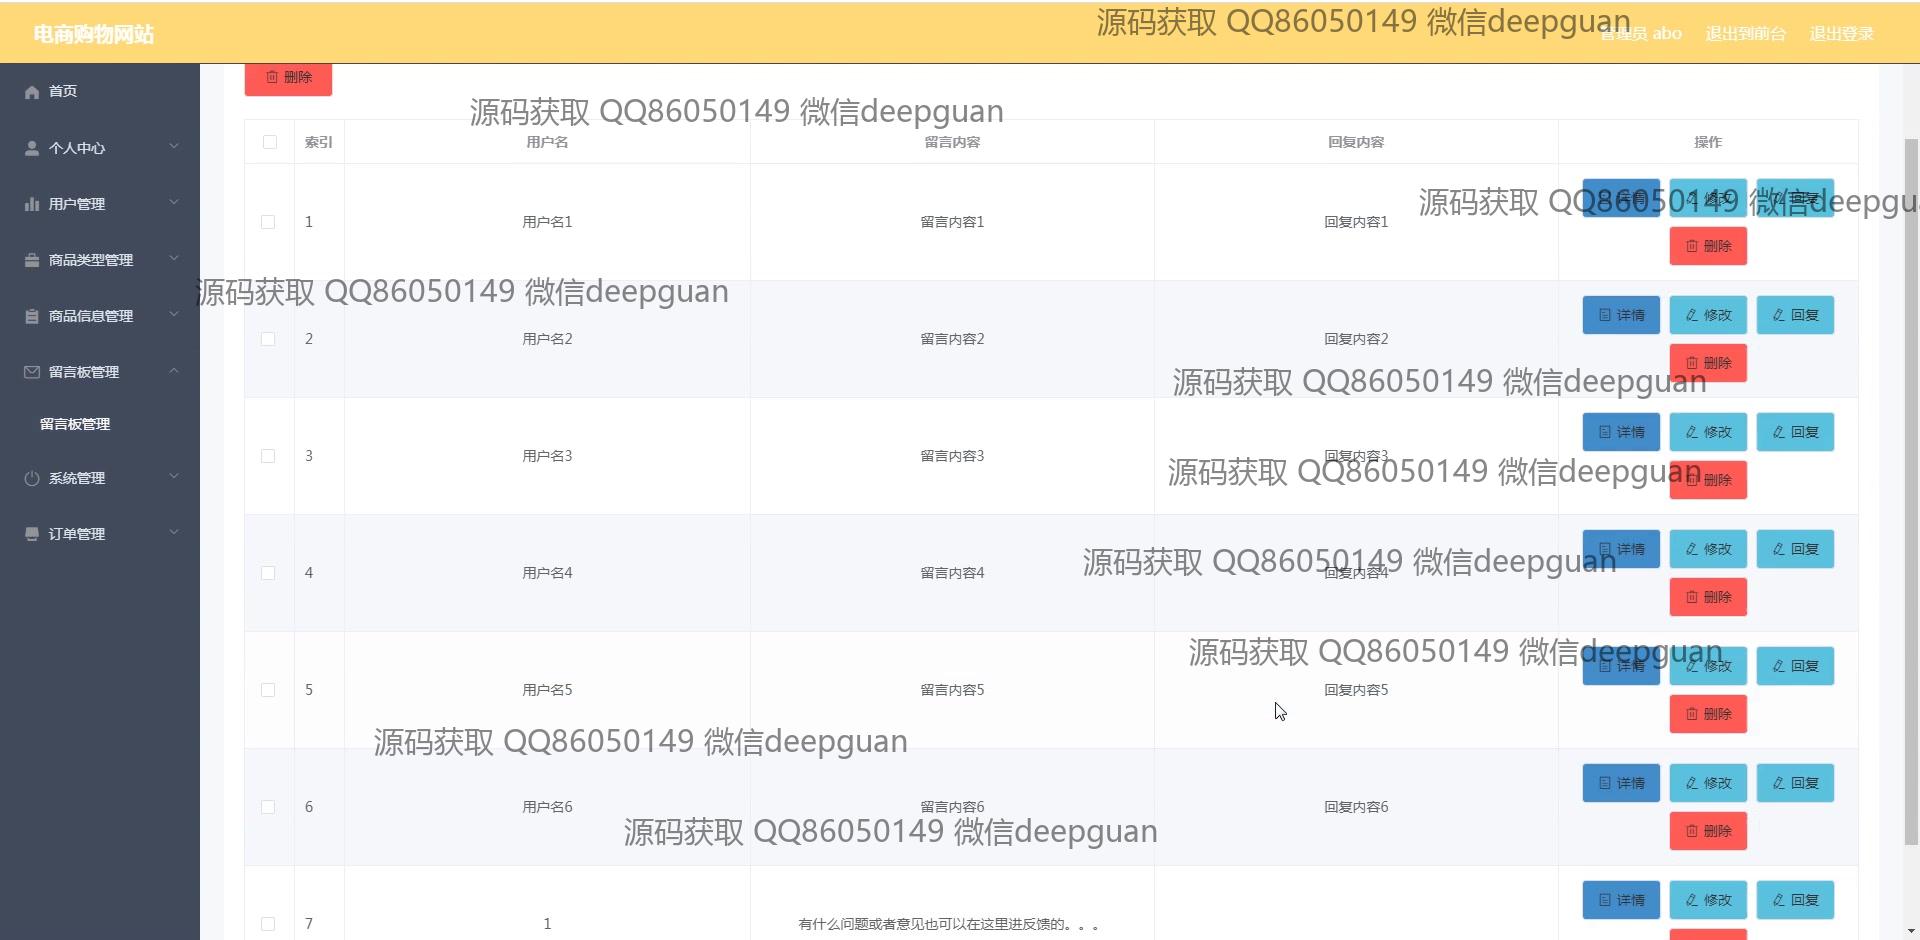 电商购物网站
源码获取 QQ86050149 微信deepguan
管理员 abo 退出到前台 退出登录
首页
个人中心
用户管理
商品类型管理
商品信息管理
留言板管理
留言板管理
系统管理
订单管理
删除
源码获取 QQ86050149 微信deepguan
索引 用户名 留言内容 回复内容 操作
1 用户名1 留言内容1 回复内容1 详情 修改 回复
源码获取 QQ86050149 微信deepgu
删除
源码获取 QQ86050149 微信deepguan
2 用户名2 留言内容2 回复内容2 详情 修改 回复
删除
源码获取 QQ86050149 微信deepguan
3 用户名3 留言内容3 回复内容3 详情 修改 回复
源码获取 QQ86050149 微信deepguan
删除
4 用户名4 留言内容4 回复内容4 详情 修改 回复
源码获取 QQ86050149 微信deepguan
删除
源码获取 QQ86050149 微信deepguan
5 用户名5 留言内容5 回复内容5 详情 修改 回复
删除
源码获取 QQ86050149 微信deepguan
6 用户名6 留言内容6 回复内容6 详情 修改 回复
删除
源码获取 QQ86050149 微信deepguan
7 1 有什么问题或者意见也可以在这里进反馈的。。。 详情 修改 回复